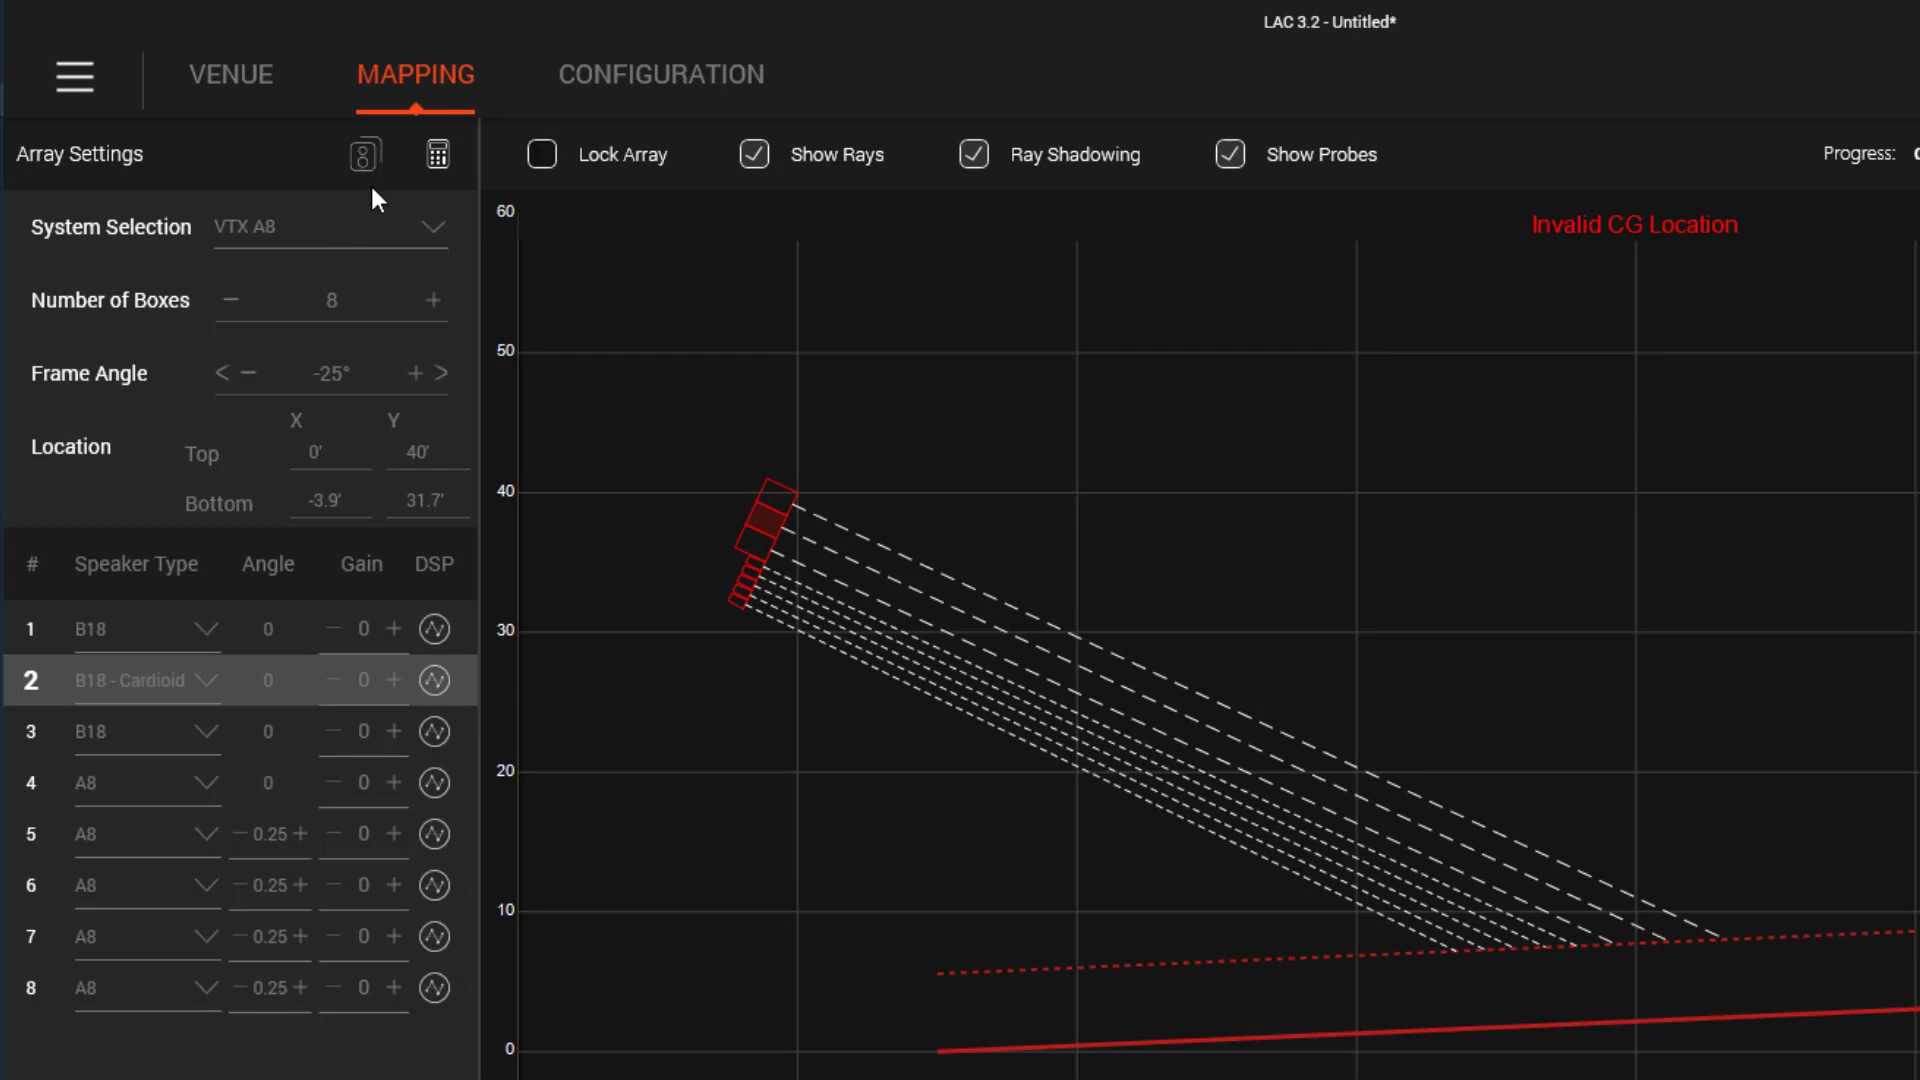 LAC 3.2 - Untitled*
VENUE MAPPING CONFIGURATION
Array Settings Lock Array Show Rays Ray Shadowing Show Probes Progress:
System Selection VTX A8
Number of Boxes − 8 +
Frame Angle < − -25° + >
X Y
Location Top 0' 40'
Bottom -3.9' 31.7'
# Speaker Type Angle Gain DSP
1 B18 0 − 0 +
2 B18 - Cardioid 0 − 0 +
3 B18 0 − 0 +
4 A8 0 − 0 +
5 A8 − 0.25 + − 0 +
6 A8 − 0.25 + − 0 +
7 A8 − 0.25 + − 0 +
8 A8 − 0.25 + − 0 +
60
Invalid CG Location
50
40
30
20
10
0